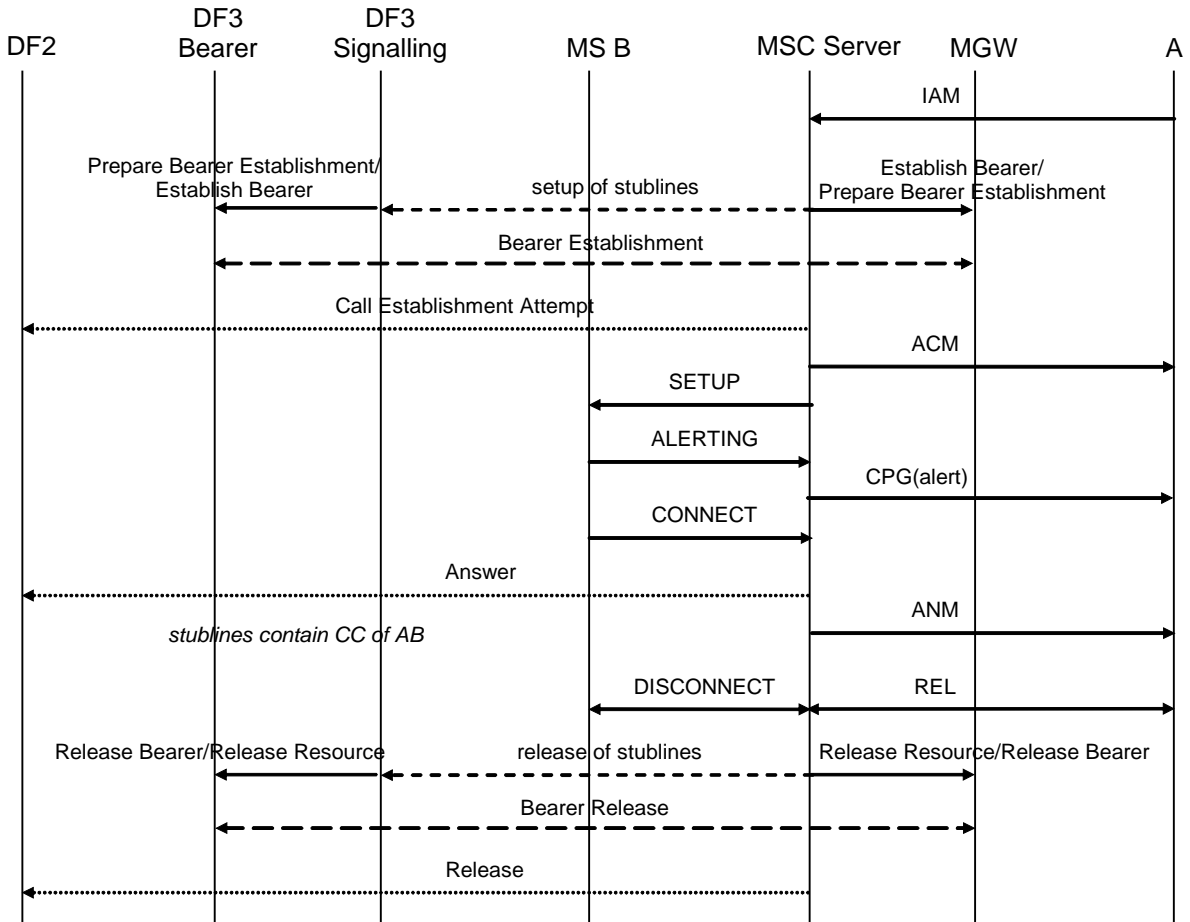 DF2
DF3
Bearer
DF3
Signalling
MS B
MSC Server
MGW
A
IAM
Prepare Bearer Establishment/
Establish Bearer
setup of stublines
Establish Bearer/
Prepare Bearer Establishment
Bearer Establishment
Call Establishment Attempt
ACM
SETUP
ALERTING
CPG(alert)
CONNECT
Answer
ANM
stublines contain CC of AB
DISCONNECT
REL
Release Bearer/Release Resource
release of stublines
Release Resource/Release Bearer
Bearer Release
Release